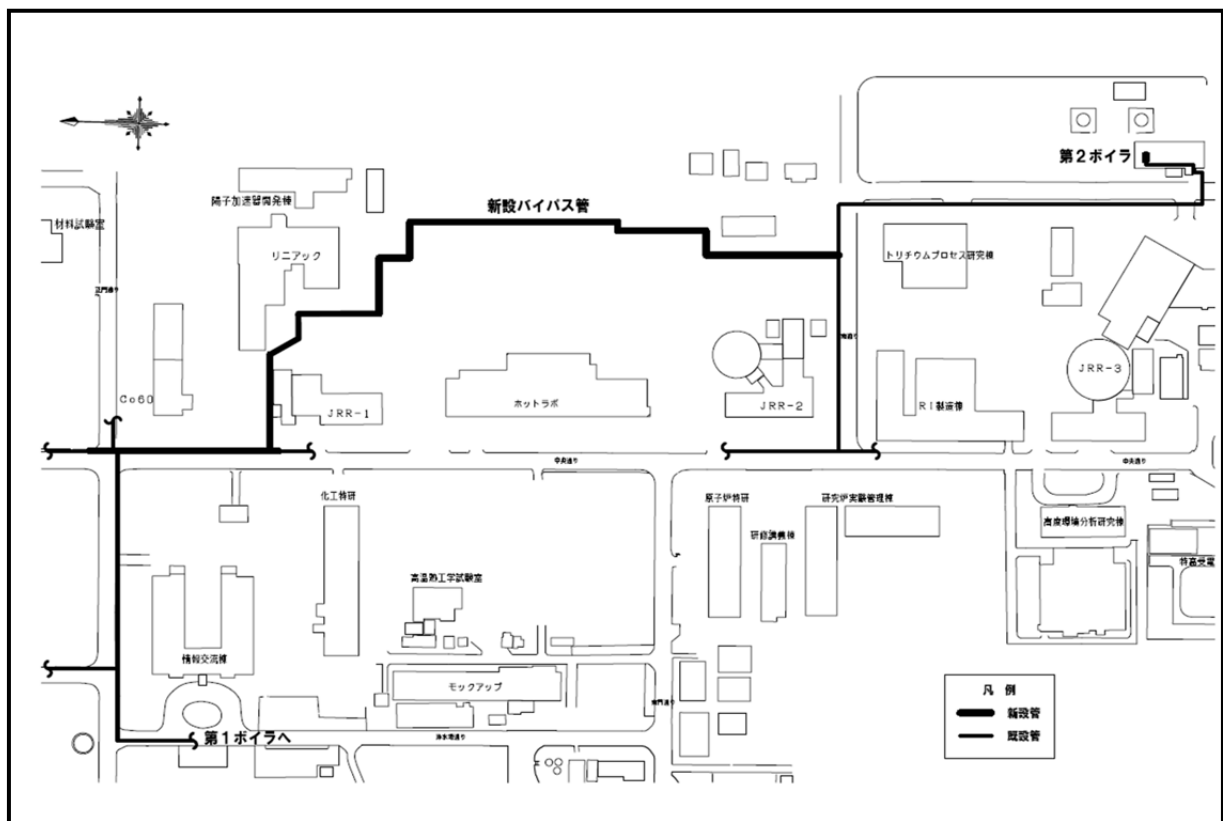 第2ボイラ
新設バイパス管
陽子加速器開発棟
材料試験室
リニアック
トリチウムプロセス研究棟
JRR-3
Co60
JRR-1
ホットラボ
JRR-2
RI製造棟
中央通り
中央通り
化工特研
原子炉特研
研究炉実験管理棟
研修講義棟
高度環境分析研究棟
特高受電
高温熱工学試験室
情報交流棟
モックアップ
第1ボイラへ
凡 例
新設管
既設管